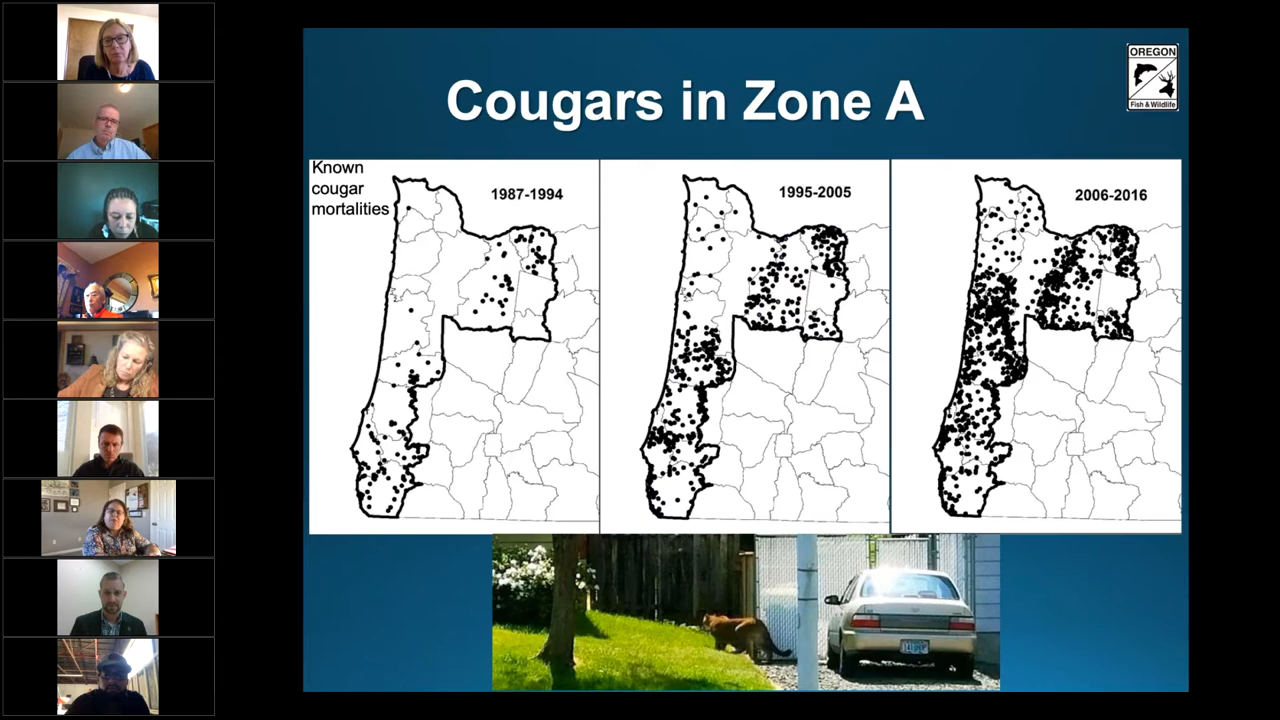 OREGON
Fish & Wildlife
Cougars in Zone A
Known
cougar
mortalities
1987-1994
1995-2005
2006-2016